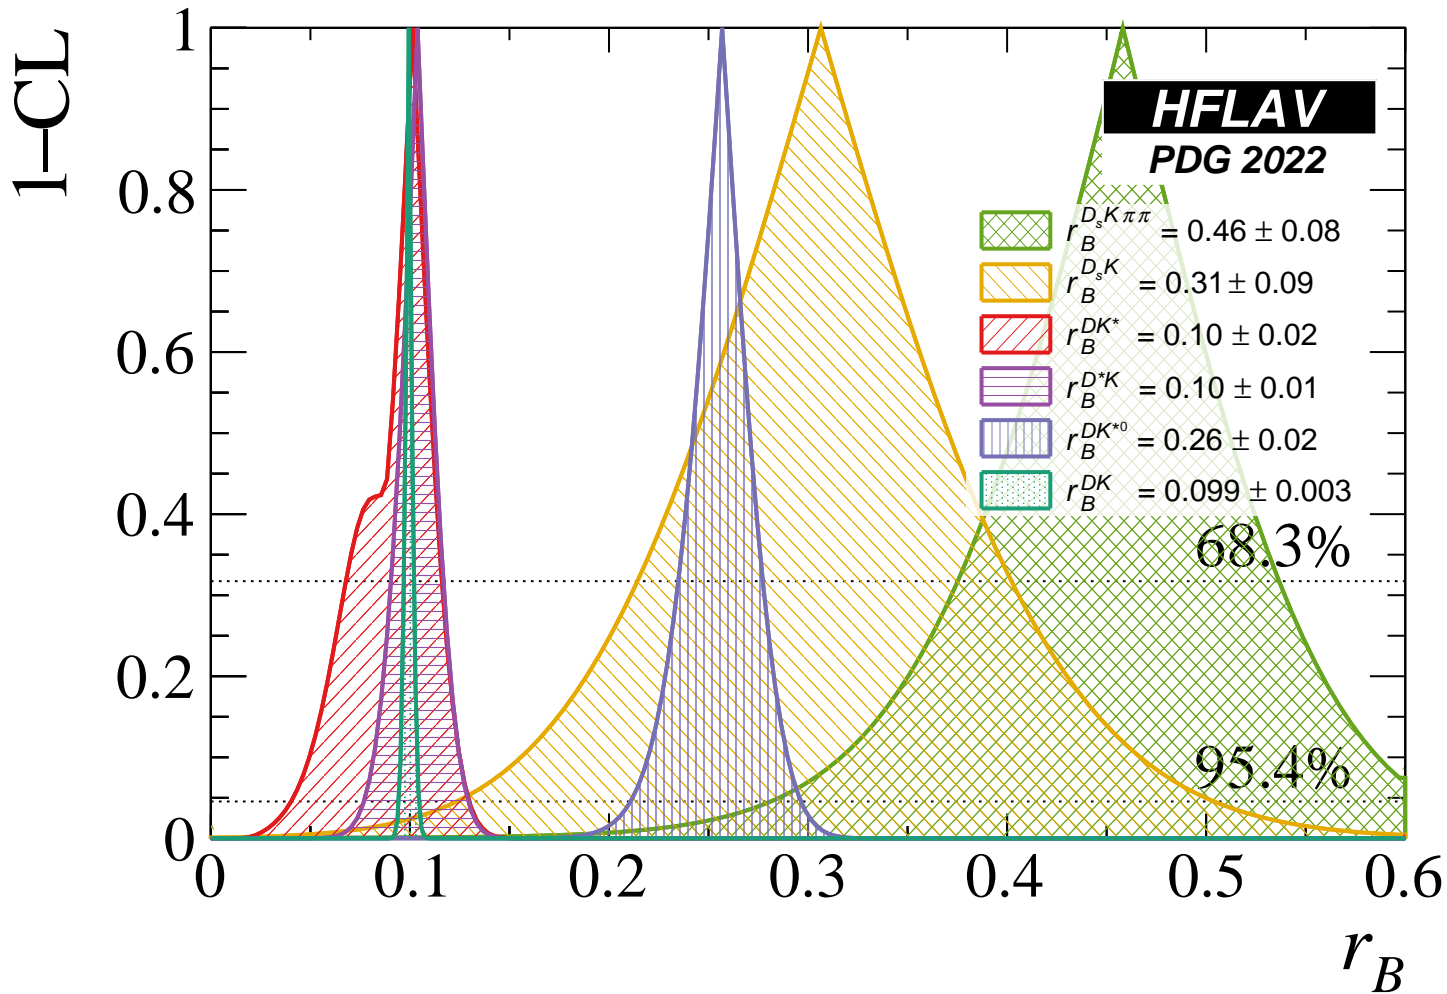 1–CL
1
0.8
0.6
0.4
0.2
0
0 0.1 0.2 0.3 0.4 0.5 0.6
r_B
HFLAV
PDG 2022
r_B^{D_sKππ} = 0.46 ± 0.08
r_B^{D_sK} = 0.31 ± 0.09
r_B^{DK*} = 0.10 ± 0.02
r_B^{D*K} = 0.10 ± 0.01
r_B^{DK*0} = 0.26 ± 0.02
r_B^{DK} = 0.099 ± 0.003
68.3%
95.4%